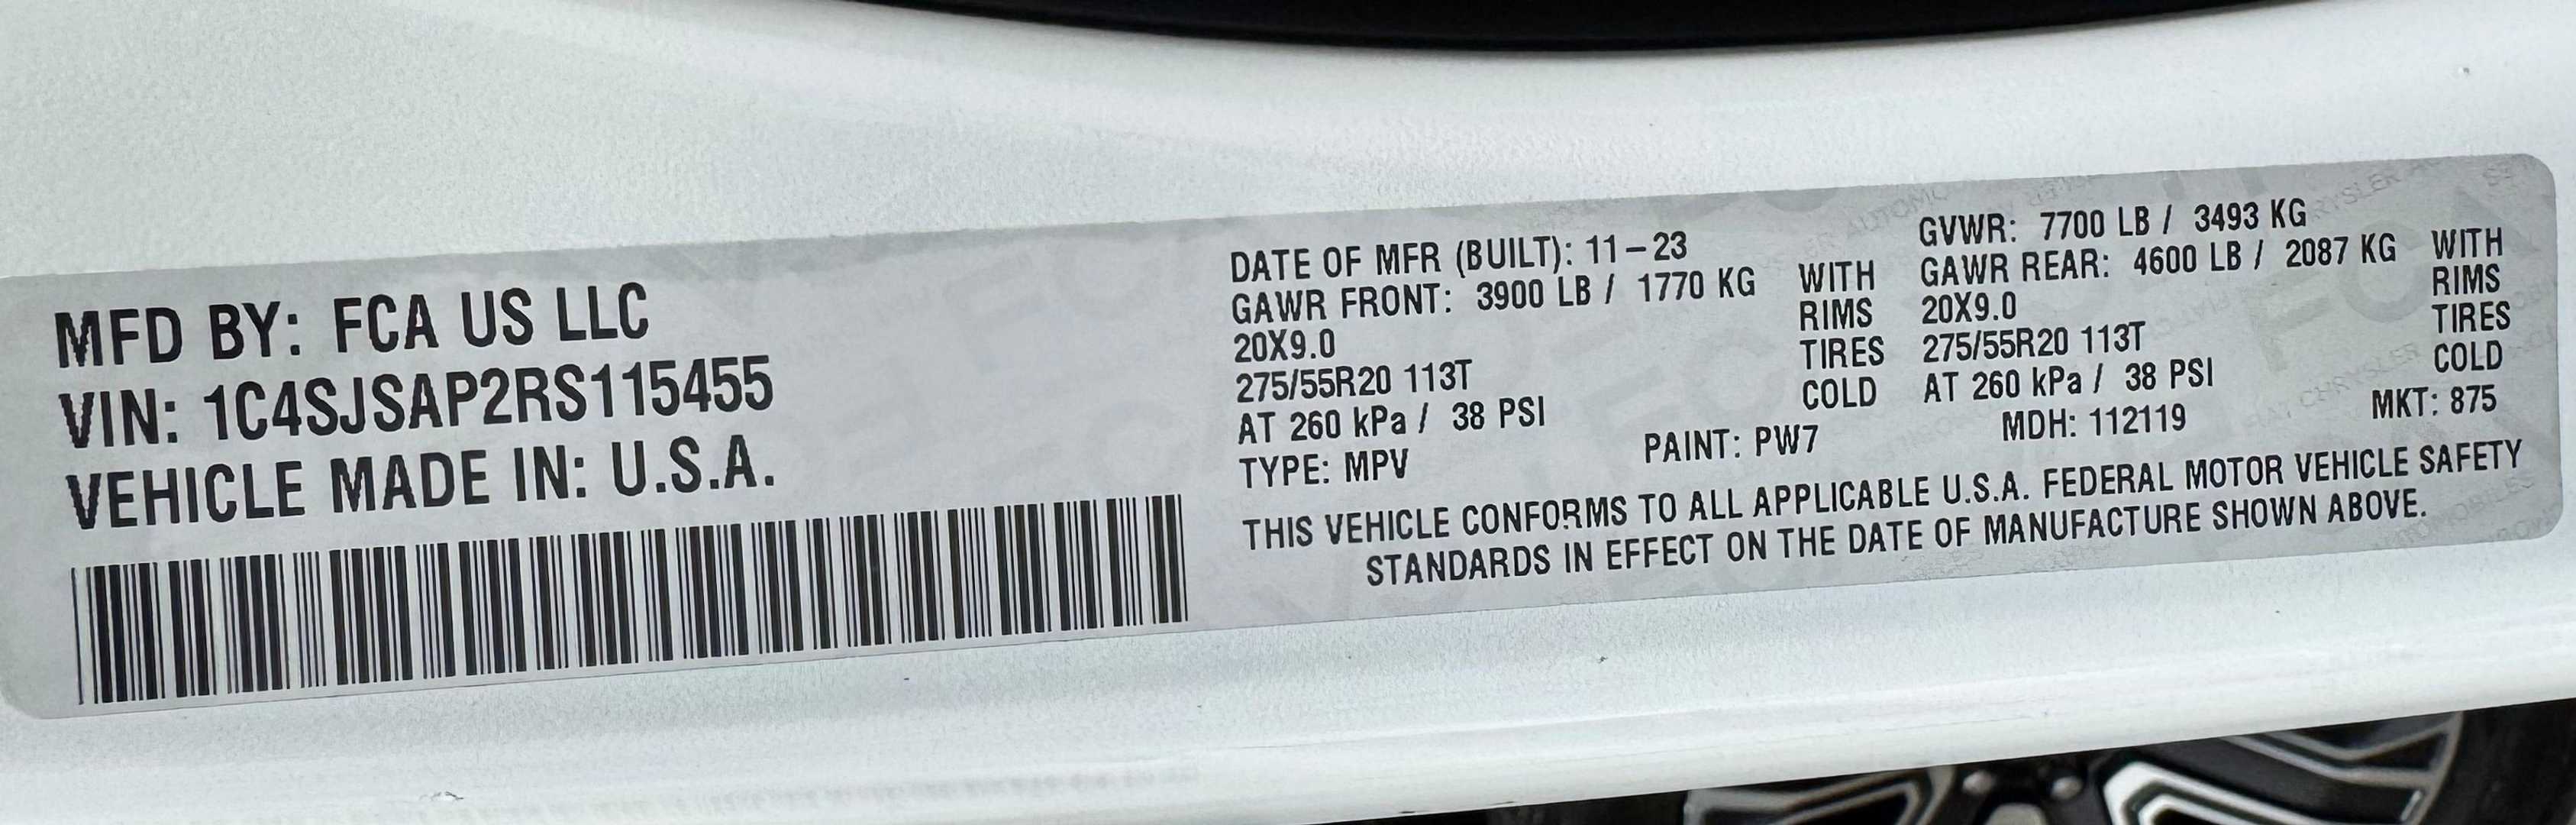 MFD BY: FCA US LLC
VIN: 1C4SJSAP2RS115455
VEHICLE MADE IN: U.S.A.
DATE OF MFR (BUILT): 11-23
GAWR FRONT: 3900 LB / 1770 KG WITH
20X9.0 RIMS
275/55R20 113T TIRES
AT 260 kPa / 38 PSI COLD
GVWR: 7700 LB / 3493 KG
GAWR REAR: 4600 LB / 2087 KG WITH
20X9.0 RIMS
275/55R20 113T TIRES
AT 260 kPa / 38 PSI COLD
TYPE: MPV PAINT: PW7 MDH: 112119 MKT: 875
THIS VEHICLE CONFORMS TO ALL APPLICABLE U.S.A. FEDERAL MOTOR VEHICLE SAFETY
STANDARDS IN EFFECT ON THE DATE OF MANUFACTURE SHOWN ABOVE.